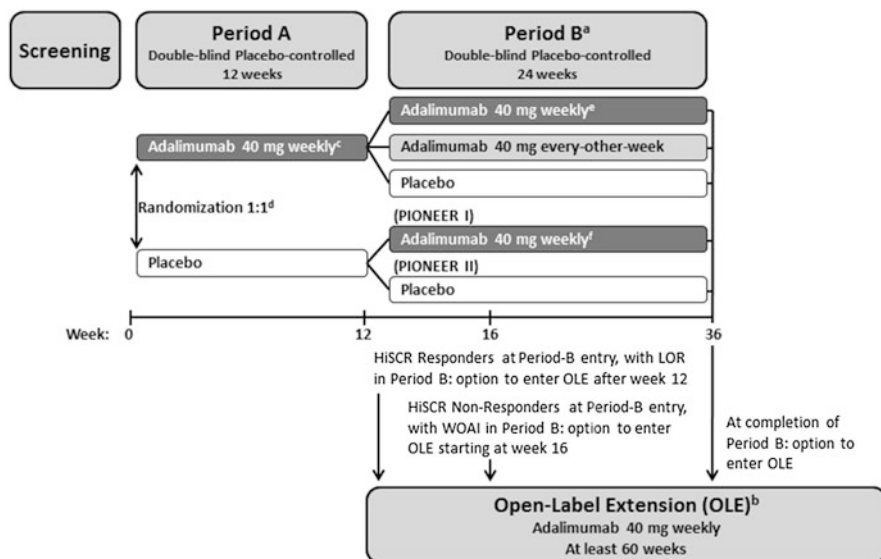 Screening
Period A
Double-blind Placebo-controlled
12 weeks
Period Bᵃ
Double-blind Placebo-controlled
24 weeks
Adalimumab 40 mg weeklyᵉ
Adalimumab 40 mg weeklyᶜ
Adalimumab 40 mg every-other-week
Placebo
Randomization 1:1ᵈ
(PIONEER I)
Adalimumab 40 mg weeklyᶠ
Placebo
(PIONEER II)
Placebo
Week:
0
12
16
36
HiSCR Responders at Period-B entry, with LOR
in Period B: option to enter OLE after week 12
HiSCR Non-Responders at Period-B entry,
with WOAI in Period B: option to enter
OLE starting at week 16
At completion of
Period B: option to
enter OLE
Open-Label Extension (OLE)ᵇ
Adalimumab 40 mg weekly
At least 60 weeks